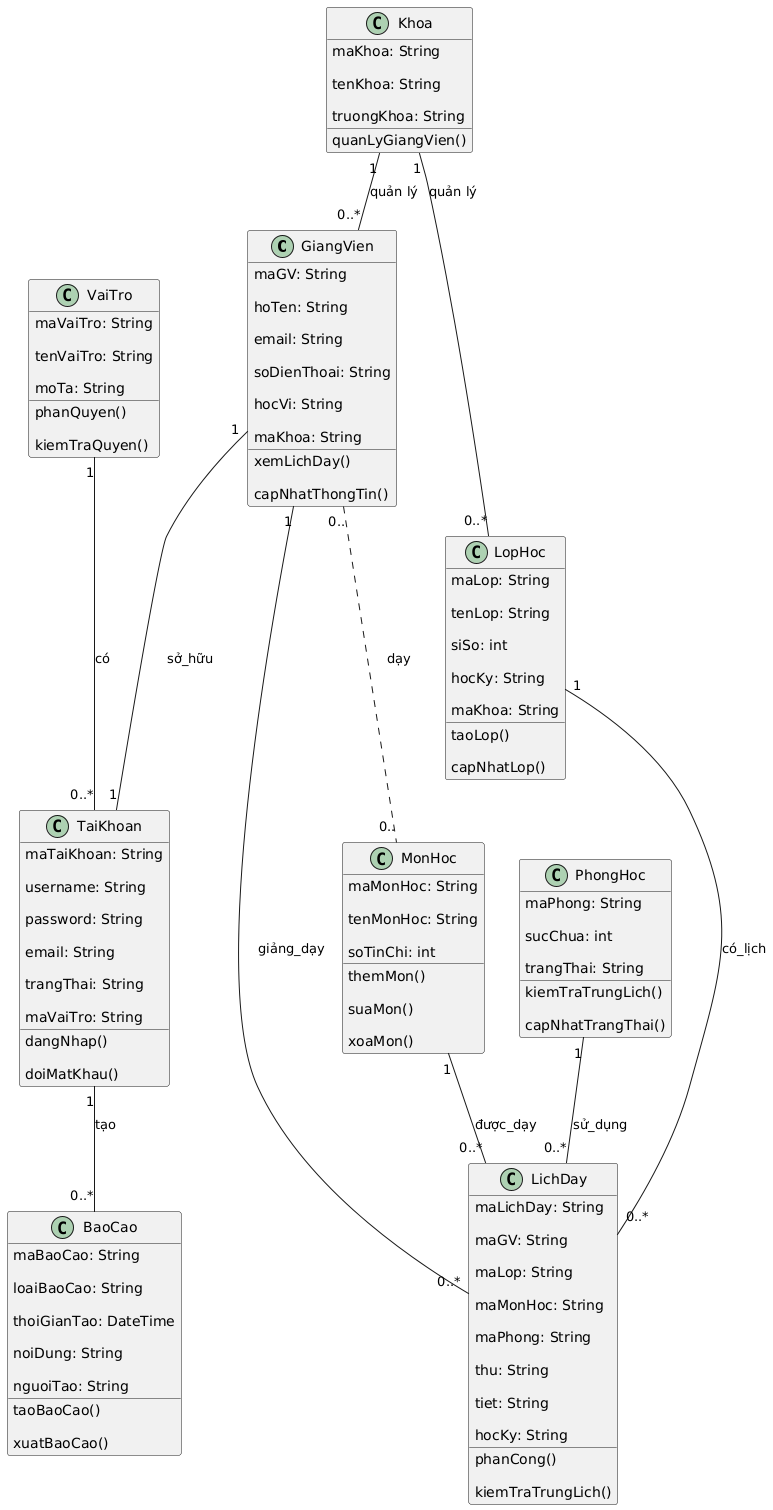 C Khoa
maKhoa: String
tenKhoa: String
truongKhoa: String
quanLyGiangVien()
1
quản lý
0..*
1
quản lý
0..*
C GiangVien
maGV: String
hoTen: String
email: String
soDienThoai: String
hocVi: String
maKhoa: String
xemLichDay()
capNhatThongTin()
C VaiTro
maVaiTro: String
tenVaiTro: String
moTa: String
phanQuyen()
kiemTraQuyen()
1
có
0..*
1
sở_hữu
1
1
giảng_dạy
0..*
0..
dạy
0..
C LopHoc
maLop: String
tenLop: String
siSo: int
hocKy: String
maKhoa: String
taoLop()
capNhatLop()
1
có_lịch
0..*
C TaiKhoan
maTaiKhoan: String
username: String
password: String
email: String
trangThai: String
maVaiTro: String
dangNhap()
doiMatKhau()
1
tạo
0..*
C MonHoc
maMonHoc: String
tenMonHoc: String
soTinChi: int
themMon()
suaMon()
xoaMon()
1
được_dạy
0..*
C PhongHoc
maPhong: String
sucChua: int
trangThai: String
kiemTraTrungLich()
capNhatTrangThai()
1
sử_dụng
0..*
C BaoCao
maBaoCao: String
loaiBaoCao: String
thoiGianTao: DateTime
noiDung: String
nguoiTao: String
taoBaoCao()
xuatBaoCao()
C LichDay
maLichDay: String
maGV: String
maLop: String
maMonHoc: String
maPhong: String
thu: String
tiet: String
hocKy: String
phanCong()
kiemTraTrungLich()